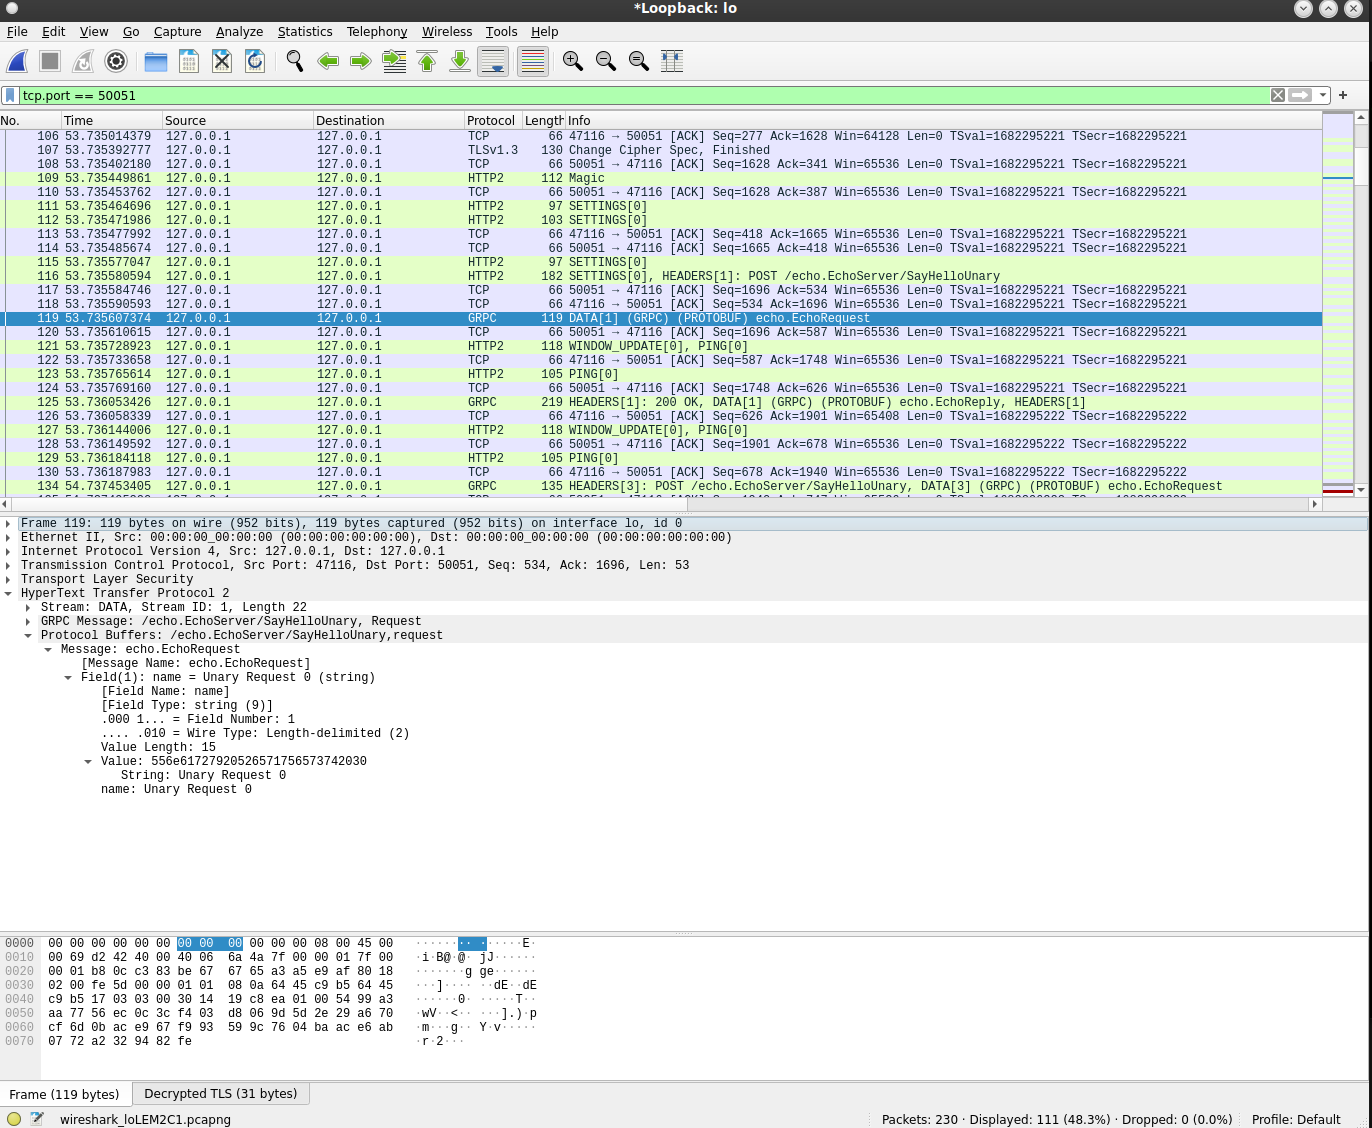 *Loopback: lo
File Edit View Go Capture Analyze Statistics Telephony Wireless Tools Help
tcp.port == 50051
No. Time Source Destination Protocol Length Info
106 53.735014379 127.0.0.1 127.0.0.1 TCP 66 47116 → 50051 [ACK] Seq=277 Ack=1628 Win=64128 Len=0 TSval=1682295221 TSecr=1682295221
107 53.735392777 127.0.0.1 127.0.0.1 TLSv1.3 130 Change Cipher Spec, Finished
108 53.735402180 127.0.0.1 127.0.0.1 TCP 66 50051 → 47116 [ACK] Seq=1628 Ack=341 Win=65536 Len=0 TSval=1682295221 TSecr=1682295221
109 53.735449861 127.0.0.1 127.0.0.1 HTTP2 112 Magic
110 53.735453762 127.0.0.1 127.0.0.1 TCP 66 50051 → 47116 [ACK] Seq=1628 Ack=387 Win=65536 Len=0 TSval=1682295221 TSecr=1682295221
111 53.735464696 127.0.0.1 127.0.0.1 HTTP2 97 SETTINGS[0]
112 53.735471986 127.0.0.1 127.0.0.1 HTTP2 103 SETTINGS[0]
113 53.735477992 127.0.0.1 127.0.0.1 TCP 66 47116 → 50051 [ACK] Seq=418 Ack=1665 Win=65536 Len=0 TSval=1682295221 TSecr=1682295221
114 53.735485674 127.0.0.1 127.0.0.1 TCP 66 50051 → 47116 [ACK] Seq=1665 Ack=418 Win=65536 Len=0 TSval=1682295221 TSecr=1682295221
115 53.735577047 127.0.0.1 127.0.0.1 HTTP2 97 SETTINGS[0]
116 53.735580594 127.0.0.1 127.0.0.1 HTTP2 182 SETTINGS[0], HEADERS[1]: POST /echo.EchoServer/SayHelloUnary
117 53.735584746 127.0.0.1 127.0.0.1 TCP 66 50051 → 47116 [ACK] Seq=1696 Ack=534 Win=65536 Len=0 TSval=1682295221 TSecr=1682295221
118 53.735590593 127.0.0.1 127.0.0.1 TCP 66 47116 → 50051 [ACK] Seq=534 Ack=1696 Win=65536 Len=0 TSval=1682295221 TSecr=1682295221
119 53.735607374 127.0.0.1 127.0.0.1 GRPC 119 DATA[1] (GRPC) (PROTOBUF) echo.EchoRequest
120 53.735610615 127.0.0.1 127.0.0.1 TCP 66 50051 → 47116 [ACK] Seq=1696 Ack=587 Win=65536 Len=0 TSval=1682295221 TSecr=1682295221
121 53.735728923 127.0.0.1 127.0.0.1 HTTP2 118 WINDOW_UPDATE[0], PING[0]
122 53.735733658 127.0.0.1 127.0.0.1 TCP 66 47116 → 50051 [ACK] Seq=587 Ack=1748 Win=65536 Len=0 TSval=1682295221 TSecr=1682295221
123 53.735765614 127.0.0.1 127.0.0.1 HTTP2 105 PING[0]
124 53.735769160 127.0.0.1 127.0.0.1 TCP 66 50051 → 47116 [ACK] Seq=1748 Ack=626 Win=65536 Len=0 TSval=1682295221 TSecr=1682295221
125 53.736053426 127.0.0.1 127.0.0.1 GRPC 219 HEADERS[1]: 200 OK, DATA[1] (GRPC) (PROTOBUF) echo.EchoReply, HEADERS[1]
126 53.736058339 127.0.0.1 127.0.0.1 TCP 66 47116 → 50051 [ACK] Seq=626 Ack=1901 Win=65408 Len=0 TSval=1682295222 TSecr=1682295222
127 53.736144006 127.0.0.1 127.0.0.1 HTTP2 118 WINDOW_UPDATE[0], PING[0]
128 53.736149592 127.0.0.1 127.0.0.1 TCP 66 50051 → 47116 [ACK] Seq=1901 Ack=678 Win=65536 Len=0 TSval=1682295222 TSecr=1682295222
129 53.736184118 127.0.0.1 127.0.0.1 HTTP2 105 PING[0]
130 53.736187983 127.0.0.1 127.0.0.1 TCP 66 47116 → 50051 [ACK] Seq=678 Ack=1940 Win=65536 Len=0 TSval=1682295222 TSecr=1682295222
134 54.737453405 127.0.0.1 127.0.0.1 GRPC 135 HEADERS[3]: POST /echo.EchoServer/SayHelloUnary, DATA[3] (GRPC) (PROTOBUF) echo.EchoRequest
Frame 119: 119 bytes on wire (952 bits), 119 bytes captured (952 bits) on interface lo, id 0
Ethernet II, Src: 00:00:00_00:00:00 (00:00:00:00:00:00), Dst: 00:00:00_00:00:00 (00:00:00:00:00:00)
Internet Protocol Version 4, Src: 127.0.0.1, Dst: 127.0.0.1
Transmission Control Protocol, Src Port: 47116, Dst Port: 50051, Seq: 534, Ack: 1696, Len: 53
Transport Layer Security
HyperText Transfer Protocol 2
Stream: DATA, Stream ID: 1, Length 22
GRPC Message: /echo.EchoServer/SayHelloUnary, Request
Protocol Buffers: /echo.EchoServer/SayHelloUnary,request
Message: echo.EchoRequest
[Message Name: echo.EchoRequest]
Field(1): name = Unary Request 0 (string)
[Field Name: name]
[Field Type: string (9)]
.000 1... = Field Number: 1
.... .010 = Wire Type: Length-delimited (2)
Value Length: 15
Value: 556e617279205265717565737420​30
String: Unary Request 0
name: Unary Request 0
0000 00 00 00 00 00 00 00 00 00 00 00 00 08 00 45 00 ········ ······E·
0010 00 69 d2 42 40 00 40 06 6a 4a 7f 00 00 01 7f 00 ·i·B@·@· jJ······
0020 00 01 b8 0c c3 83 be 67 67 65 a3 a5 e9 af 80 18 ·······g ge······
0030 02 00 fe 5d 00 00 01 01 08 0a 64 45 c9 b5 64 45 ···]···· ··dE··dE
0040 c9 b5 17 03 03 00 30 14 19 c8 ea 01 00 54 99 a3 ······0· ·····T··
0050 aa 77 56 ec 0c 3c f4 03 d8 06 9d 5d 2e 29 a6 70 ·wV··<·· ···].)·p
0060 cf 6d 0b ac e9 67 f9 93 59 9c 76 04 ba ac e6 ab ·m···g·· Y·v·····
0070 07 72 a2 32 94 82 fe ·r·2···
Frame (119 bytes) Decrypted TLS (31 bytes)
wireshark_loLEM2C1.pcapng Packets: 230 · Displayed: 111 (48.3%) · Dropped: 0 (0.0%) Profile: Default